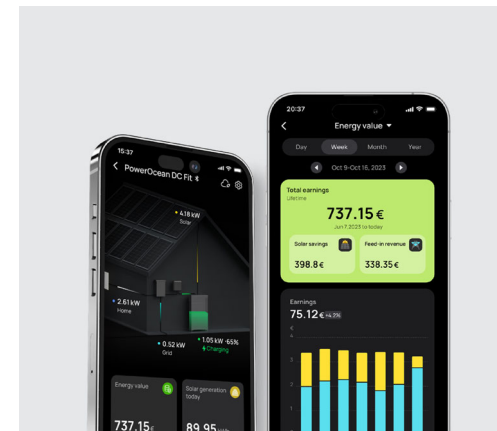 15:37
PowerOcean DC Fit
4.18 kW
Solar
2.61 kW
Home
0.52 kW
Grid
1.05 kW ·65%
Charging
Energy value
737.15€
Solar generation
today
89.95
20:37
Energy value
Day Week Month Year
Oct 9-Oct 16, 2023
Total earnings
Lifetime
737.15 €
Jun 7,2023 to today
Solar savings
398.8 €
Feed-in revenue
338.35 €
Earnings
75.12 € +4.2%
€
4
3
2
1